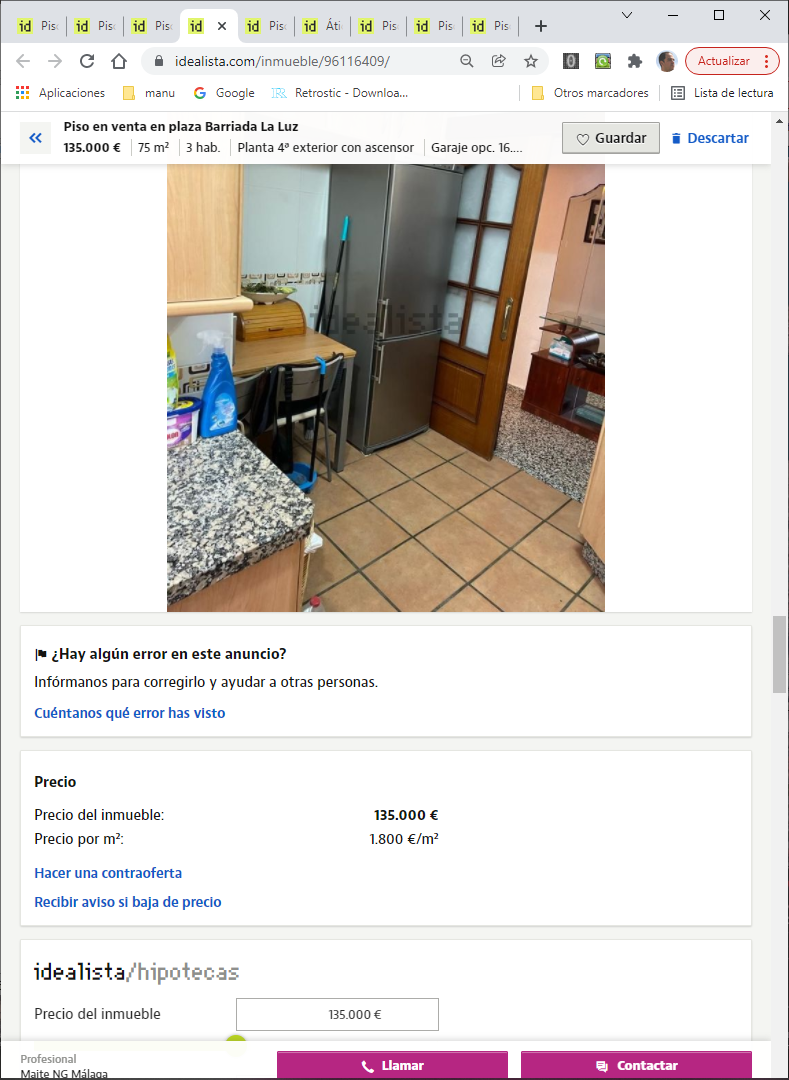 id Piso
id Piso
id Piso
id
id Piso
id Áti
id Piso
id Piso
id Piso
idealista.com/inmueble/96116409/
Actualizar
Aplicaciones
manu
Google
Retrostic - Downloa...
Otros marcadores
Lista de lectura
Piso en venta en plaza Barriada La Luz
135.000 € 75 m² 3 hab. Planta 4ª exterior con ascensor Garaje opc. 16....
Guardar
Descartar
idealista
¿Hay algún error en este anuncio?
Infórmanos para corregirlo y ayudar a otras personas.
Cuéntanos qué error has visto
Precio
Precio del inmueble: 135.000 €
Precio por m²: 1.800 €/m²
Hacer una contraoferta
Recibir aviso si baja de precio
idealista/hipotecas
Precio del inmueble 135.000 €
Profesional
Maite NG Málaga
Llamar
Contactar